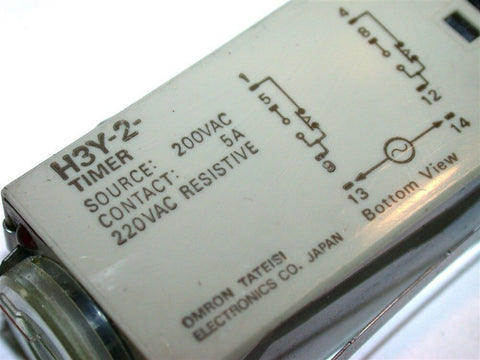 H3Y-2-
TIMER
SOURCE: 200VAC
CONTACT: 5A
220VAC RESISTIVE
OMRON TATEISI
ELECTRONICS CO. JAPAN
1
5
9
4
8
12
13
14
Bottom View